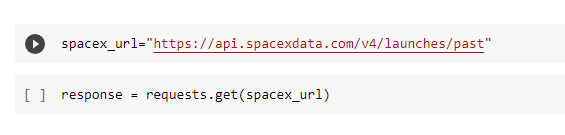 spacex_url="https://api.spacexdata.com/v4/launches/past"
[ ] response = requests.get(spacex_url)